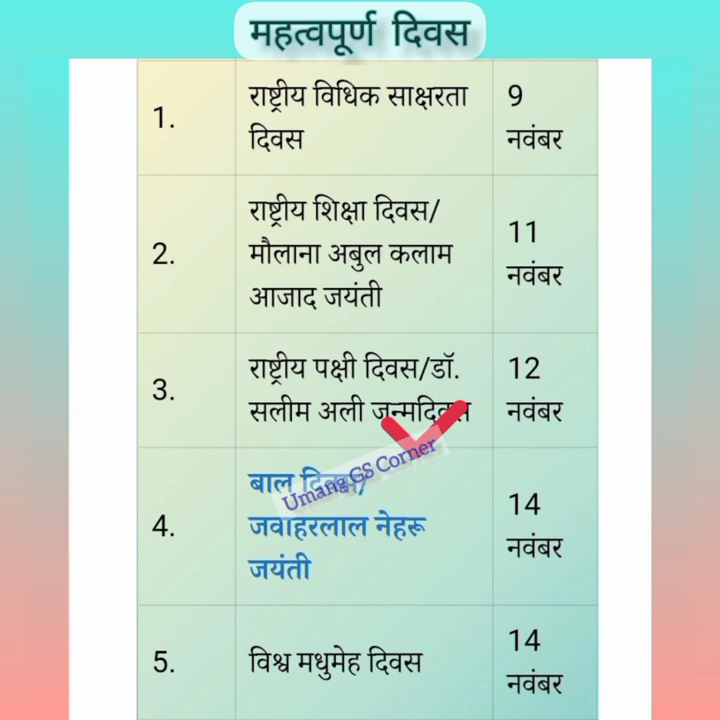 महत्वपूर्ण दिवस
1.
राष्ट्रीय विधिक साक्षरता
दिवस
9
नवंबर
2.
राष्ट्रीय शिक्षा दिवस/
मौलाना अबुल कलाम
आजाद जयंती
11
नवंबर
3.
राष्ट्रीय पक्षी दिवस/डॉ.
सलीम अली जन्मदिवस
12
नवंबर
Umang GS Corner
4.
बाल दिवस/
जवाहरलाल नेहरू
जयंती
14
नवंबर
5.
विश्व मधुमेह दिवस
14
नवंबर